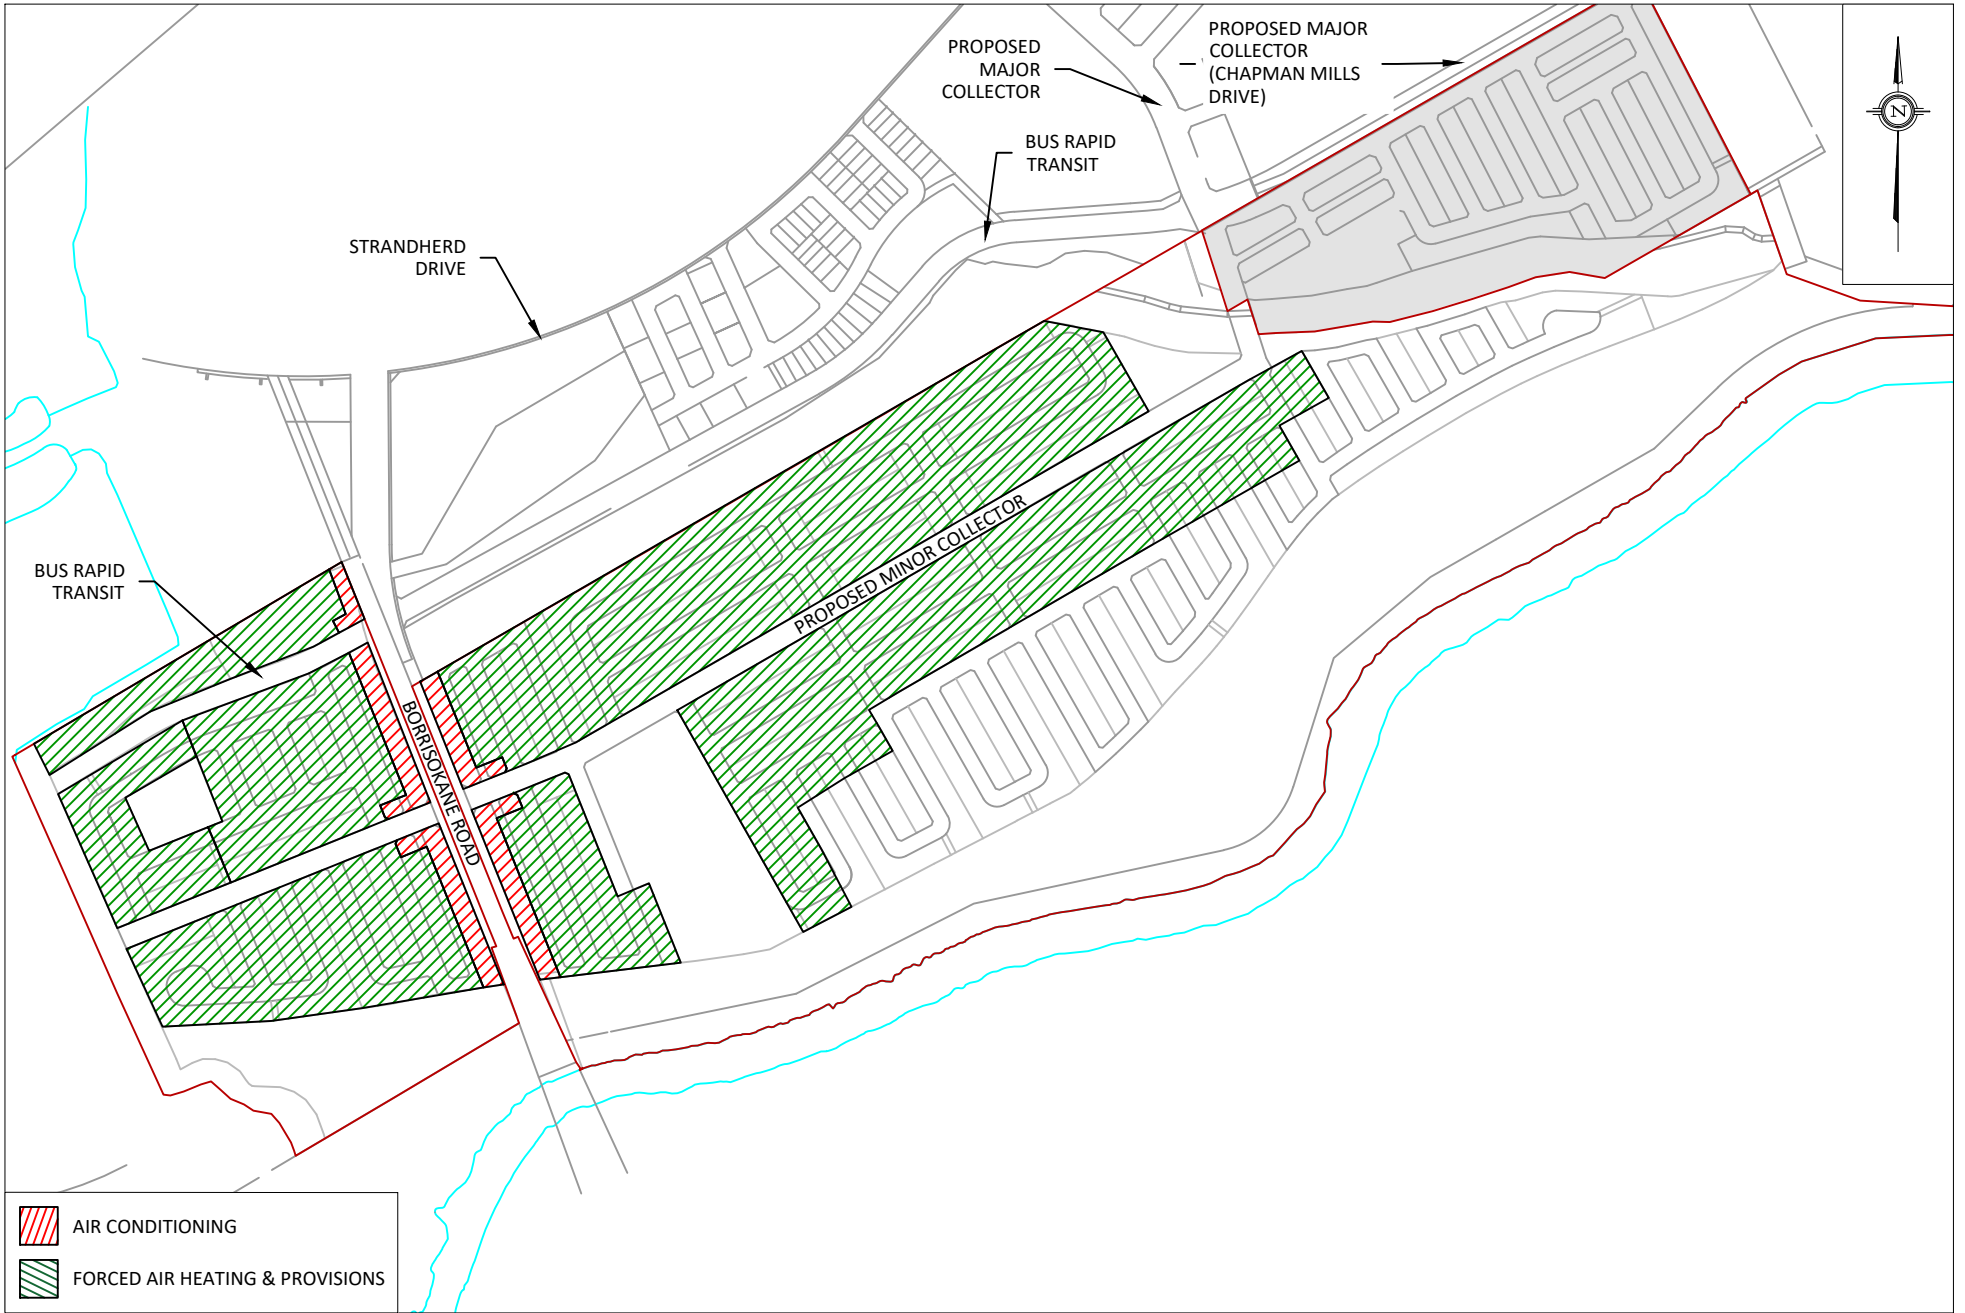 PROPOSED
MAJOR
COLLECTOR
PROPOSED MAJOR
COLLECTOR
(CHAPMAN MILLS
DRIVE)
N
BUS RAPID
TRANSIT
STRANDHERD
DRIVE
BUS RAPID
TRANSIT
PROPOSED MINOR COLLECTOR
BORRISOKANE ROAD
AIR CONDITIONING
FORCED AIR HEATING & PROVISIONS